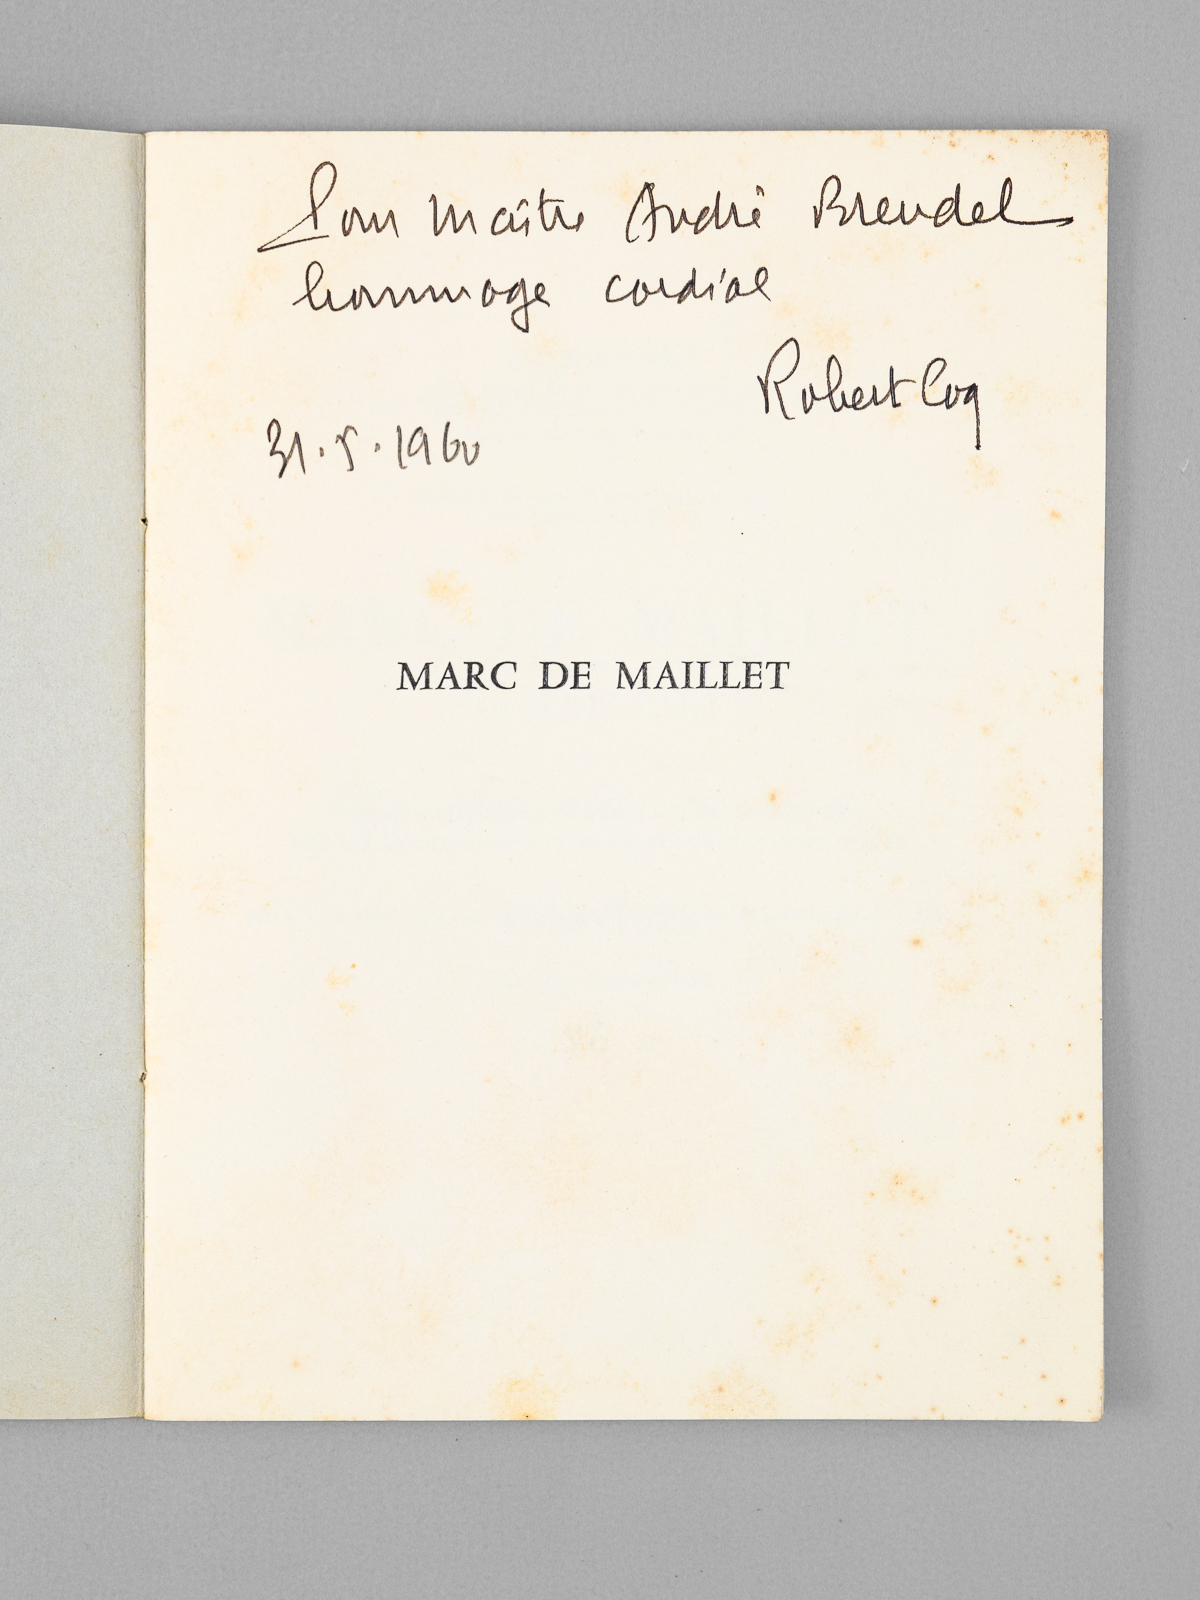 Pour Maître André Brendel
hommage cordial
Robert Coq
31.5.1960
MARC DE MAILLET